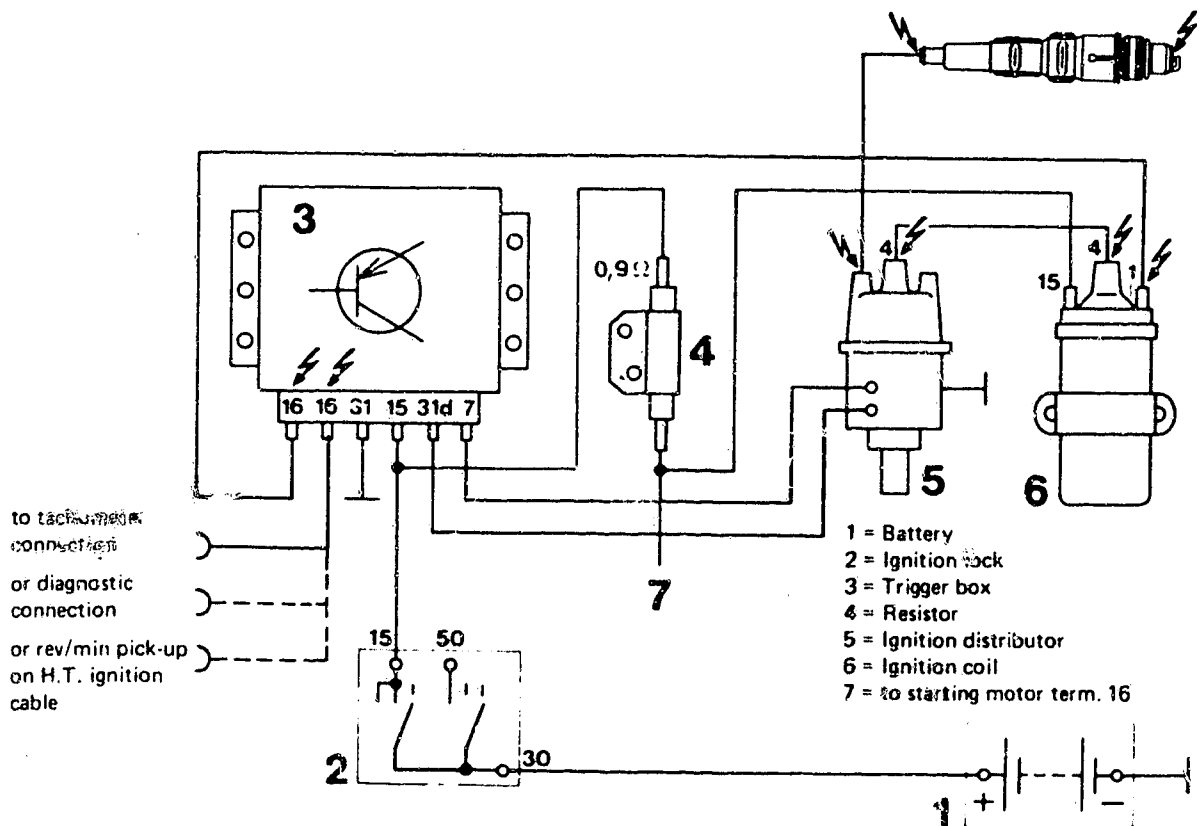 3
0,9 Ω
4
4
4
15
1
16 16 31 15 31d 7
5
6
to tachometer
connection
or diagnostic
connection
or rev/min pick-up
on H.T. ignition
cable
7
1 = Battery
2 = Ignition lock
3 = Trigger box
4 = Resistor
5 = Ignition distributor
6 = Ignition coil
7 = to starting motor term. 16
15 50
2
30
1
+ −